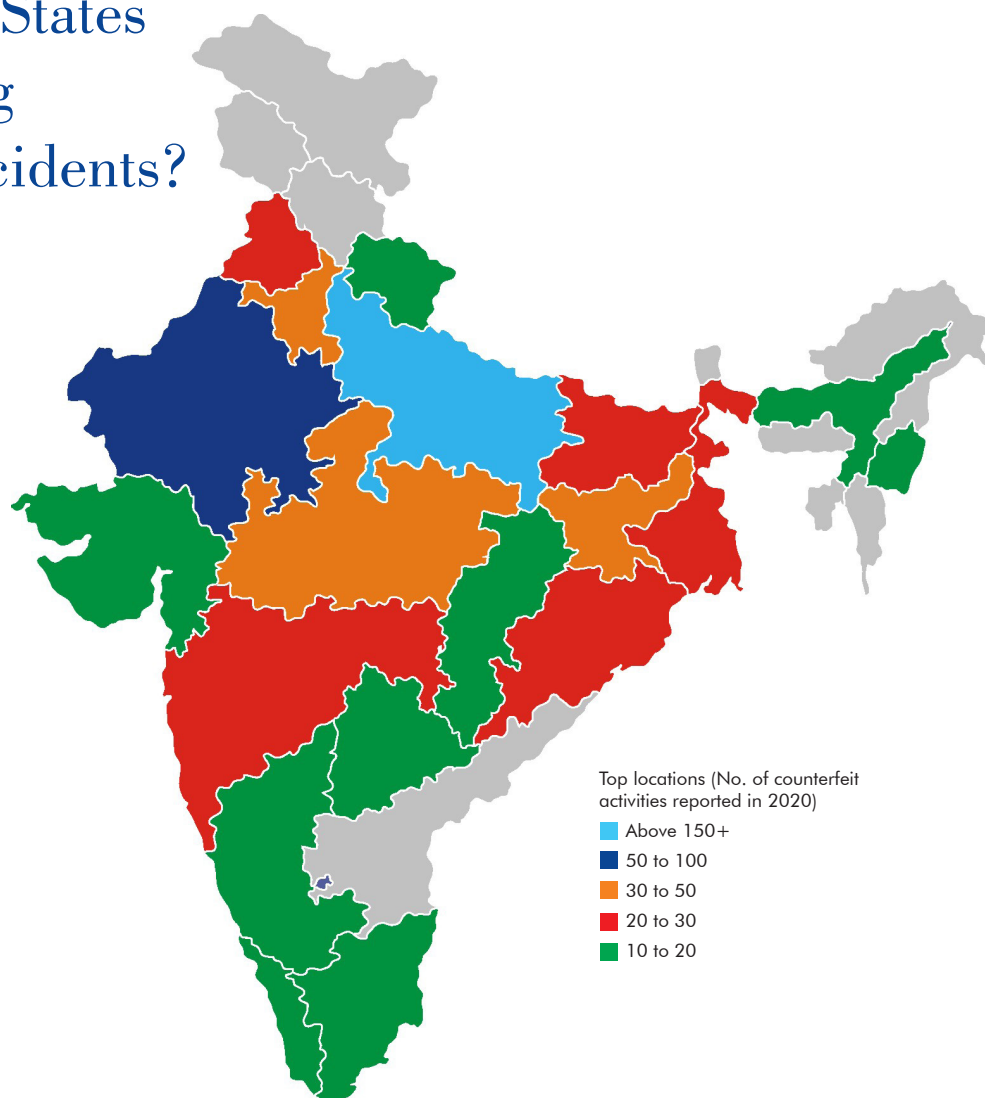 States
g
cidents?
Top locations (No. of counterfeit
activities reported in 2020)
Above 150+
50 to 100
30 to 50
20 to 30
10 to 20